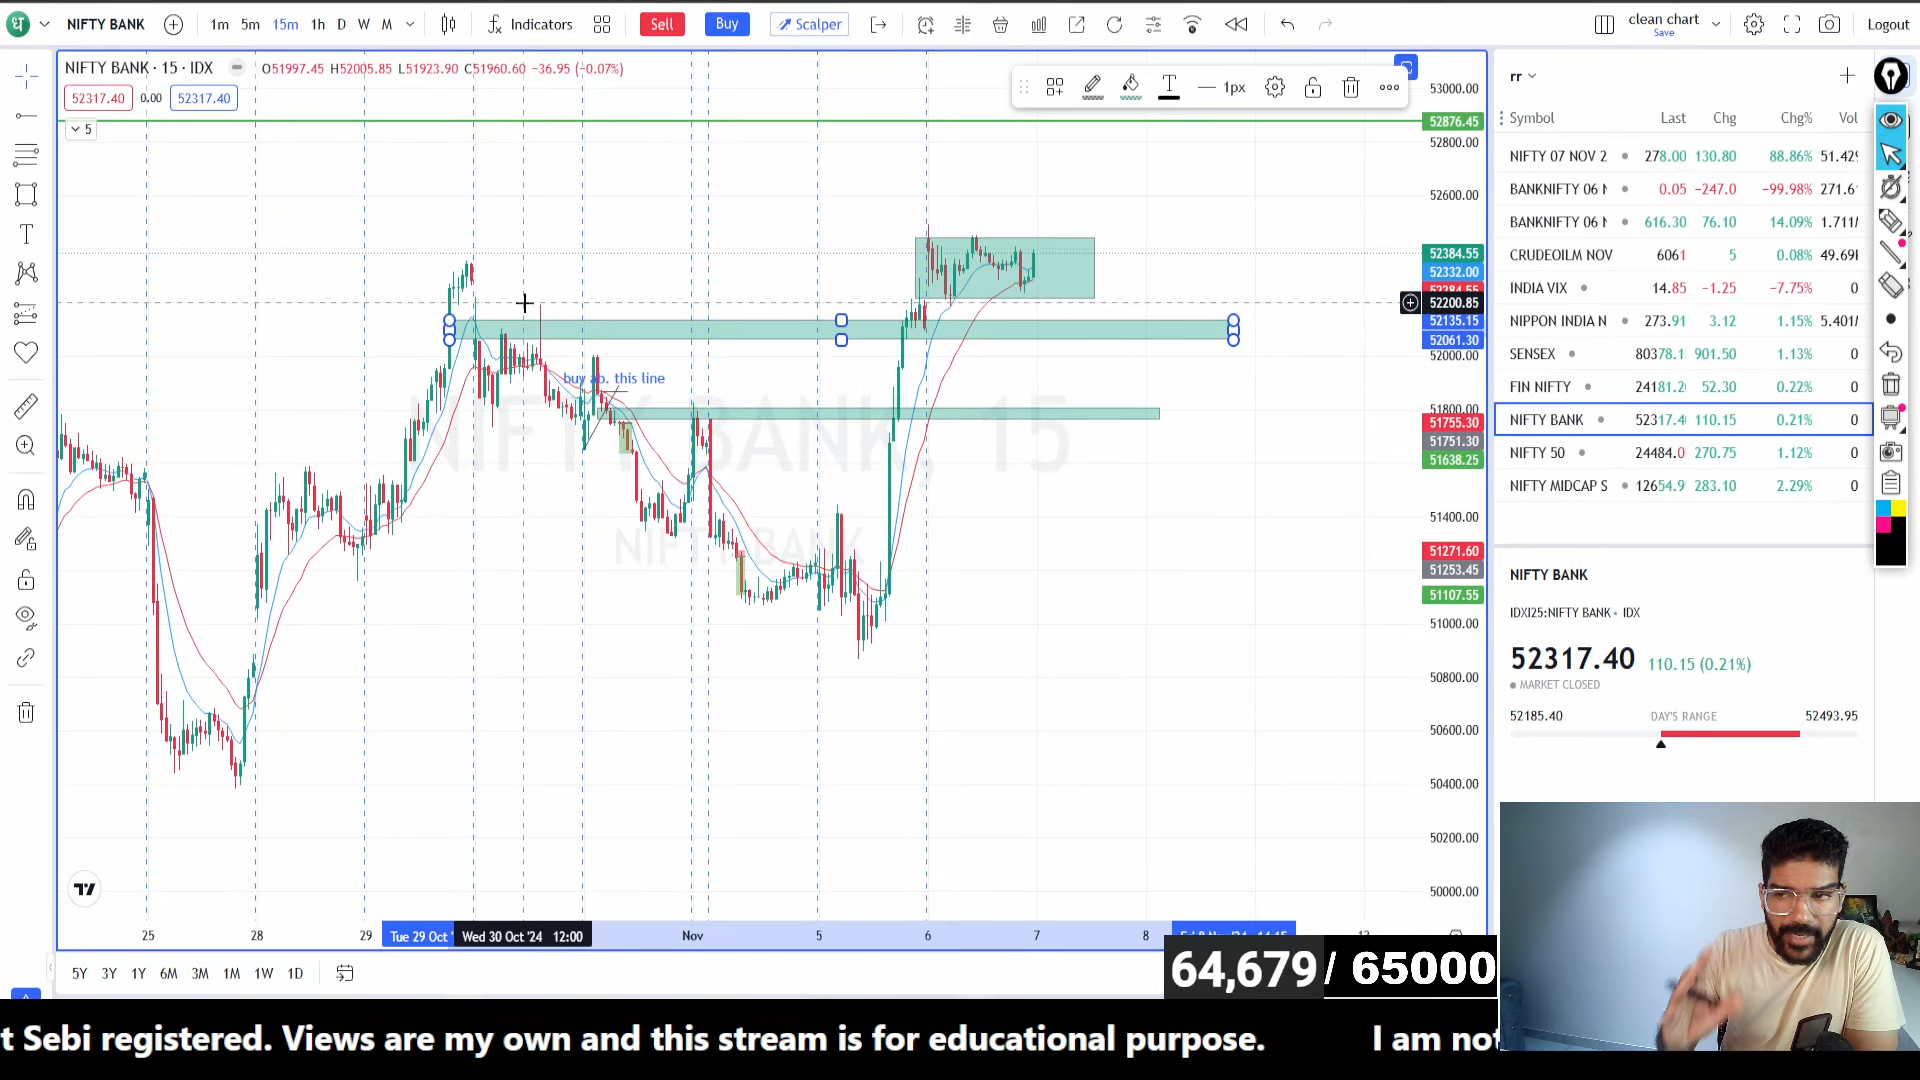 ध NIFTY BANK 1m 5m 15m 1h D W M Indicators Sell Buy Scalper clean chart Save Logout
NIFTY BANK · 15 · IDX O51997.45 H52005.85 L51923.90 C51960.60 −36.95 (−0.07%)
52317.40 0.00 52317.40
5
1px
53000.00
52876.45
52800.00
52600.00
52384.55
52332.00
52200.85
52135.15
52061.30
52000.00
51755.30
51751.30
51638.25
51400.00
51271.60
51253.45
51107.55
51000.00
50800.00
50600.00
50400.00
50200.00
50000.00
this line
NIFTY BANK, 15
NIFTY BANK
25 28 29 Tue 29 Oct ' Wed 30 Oct '24 12:00 Nov 5 6 7 8
5Y 3Y 1Y 6M 3M 1M 1W 1D
rr
Symbol Last Chg Chg% Vol
NIFTY 07 NOV 2 278.00 130.80 88.86%
BANKNIFTY 06 0.05 −247.0 −99.98%
BANKNIFTY 06 616.30 76.10 14.09%
CRUDEOILM NOV 6061 5 0.08%
INDIA VIX 14.85 −1.25 −7.75% 0
NIPPON INDIA N 273.91 3.12 1.15%
SENSEX 80378.1 901.50 1.13% 0
FIN NIFTY 24181.2 52.30 0.22% 0
NIFTY BANK 52317.4 110.15 0.21% 0
NIFTY 50 24484.0 270.75 1.12% 0
NIFTY MIDCAP S 12654.9 283.10 2.29% 0
NIFTY BANK
IDXI25:NIFTY BANK • IDX
52317.40 110.15 (0.21%)
MARKET CLOSED
52185.40 DAY'S RANGE 52493.95
64,679 / 65000
t Sebi registered. Views are my own and this stream is for educational purpose. I am not